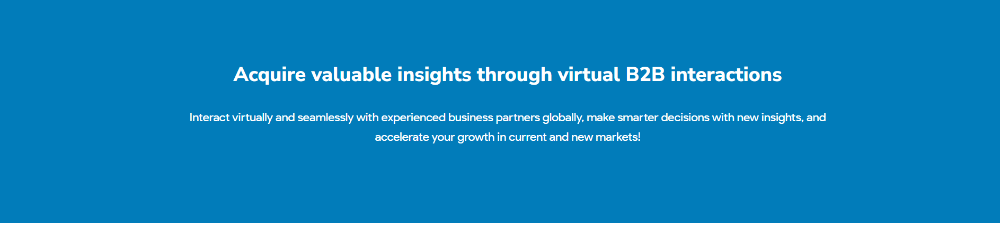 Acquire valuable insights through virtual B2B interactions
Interact virtually and seamlessly with experienced business partners globally, make smarter decisions with new insights, and
accelerate your growth in current and new markets!